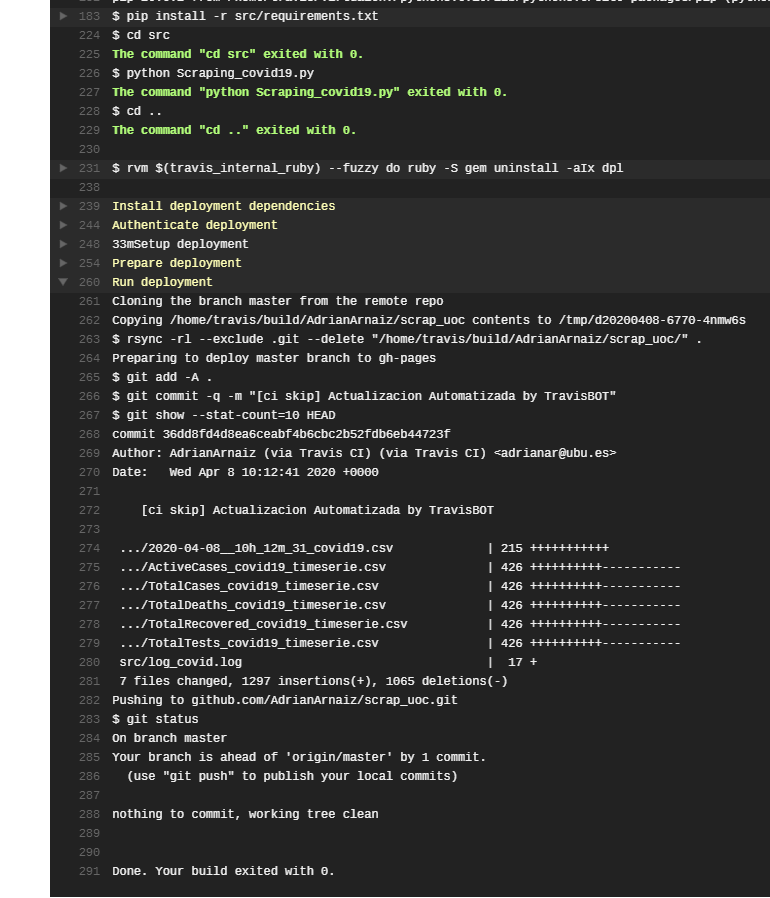 183 $ pip install -r src/requirements.txt
224 $ cd src
225 The command "cd src" exited with 0.
226 $ python Scraping_covid19.py
227 The command "python Scraping_covid19.py" exited with 0.
228 $ cd ..
229 The command "cd .." exited with 0.
230
231 $ rvm $(travis_internal_ruby) --fuzzy do ruby -S gem uninstall -aIx dpl
238
239 Install deployment dependencies
244 Authenticate deployment
248 33mSetup deployment
254 Prepare deployment
260 Run deployment
261 Cloning the branch master from the remote repo
262 Copying /home/travis/build/AdrianArnaiz/scrap_uoc contents to /tmp/d20200408-6770-4nmw6s
263 $ rsync -rl --exclude .git --delete "/home/travis/build/AdrianArnaiz/scrap_uoc/" .
264 Preparing to deploy master branch to gh-pages
265 $ git add -A .
266 $ git commit -q -m "[ci skip] Actualizacion Automatizada by TravisBOT"
267 $ git show --stat-count=10 HEAD
268 commit 36dd8fd4d8ea6ceabf4b6cbc2b52fdb6eb44723f
269 Author: AdrianArnaiz (via Travis CI) (via Travis CI) <adrianar@ubu.es>
270 Date:   Wed Apr 8 10:12:41 2020 +0000
271
272     [ci skip] Actualizacion Automatizada by TravisBOT
273
274  .../2020-04-08__10h_12m_31_covid19.csv             | 215 +++++++++++
275  .../ActiveCases_covid19_timeserie.csv              | 426 ++++++++++-----------
276  .../TotalCases_covid19_timeserie.csv               | 426 ++++++++++-----------
277  .../TotalDeaths_covid19_timeserie.csv              | 426 ++++++++++-----------
278  .../TotalRecovered_covid19_timeserie.csv           | 426 ++++++++++-----------
279  .../TotalTests_covid19_timeserie.csv               | 426 ++++++++++-----------
280  src/log_covid.log                                  |  17 +
281  7 files changed, 1297 insertions(+), 1065 deletions(-)
282 Pushing to github.com/AdrianArnaiz/scrap_uoc.git
283 $ git status
284 On branch master
285 Your branch is ahead of 'origin/master' by 1 commit.
286   (use "git push" to publish your local commits)
287
288 nothing to commit, working tree clean
289
290
291 Done. Your build exited with 0.